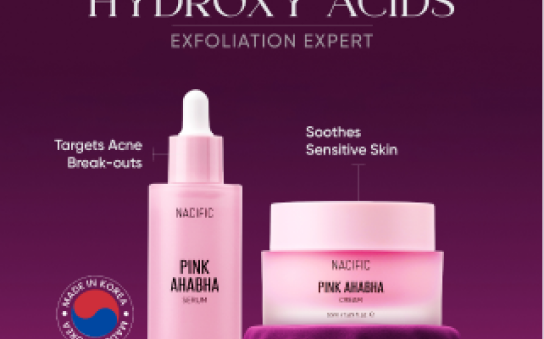 HYDROXY ACIDS
EXFOLIATION EXPERT
Targets Acne
Break-outs
Soothes
Sensitive Skin
NACIFIC
PINK
AHABHA
SERUM
NACIFIC
PINK AHABHA
CREAM
MADE IN KOREA